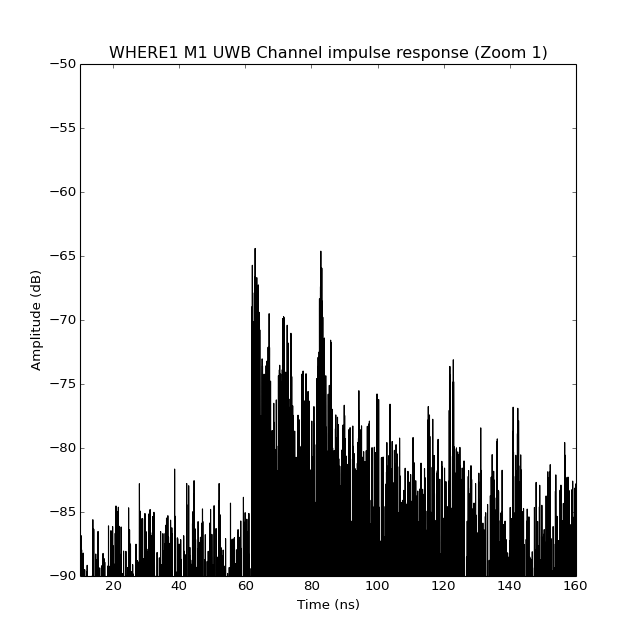 WHERE1 M1 UWB Channel impulse response (Zoom 1)
−50
−55
−60
−65
−70
−75
−80
−85
−90
Amplitude (dB)
20 40 60 80 100 120 140 160
Time (ns)